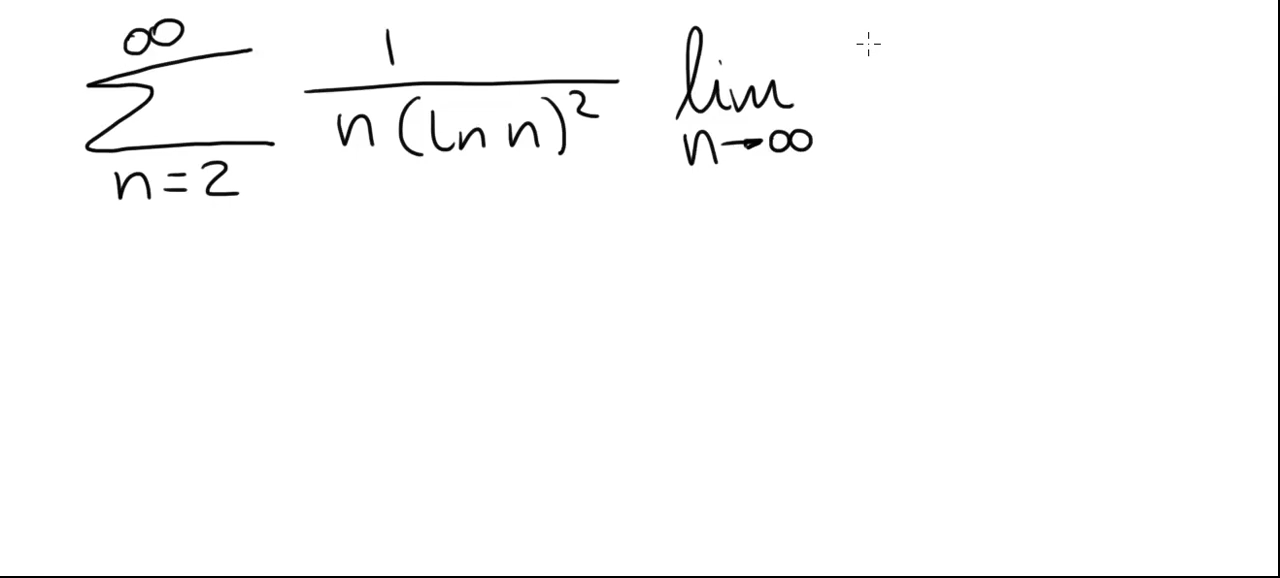 ∞
∑ 1/(n(ln n)²) lim
n=2 n→∞